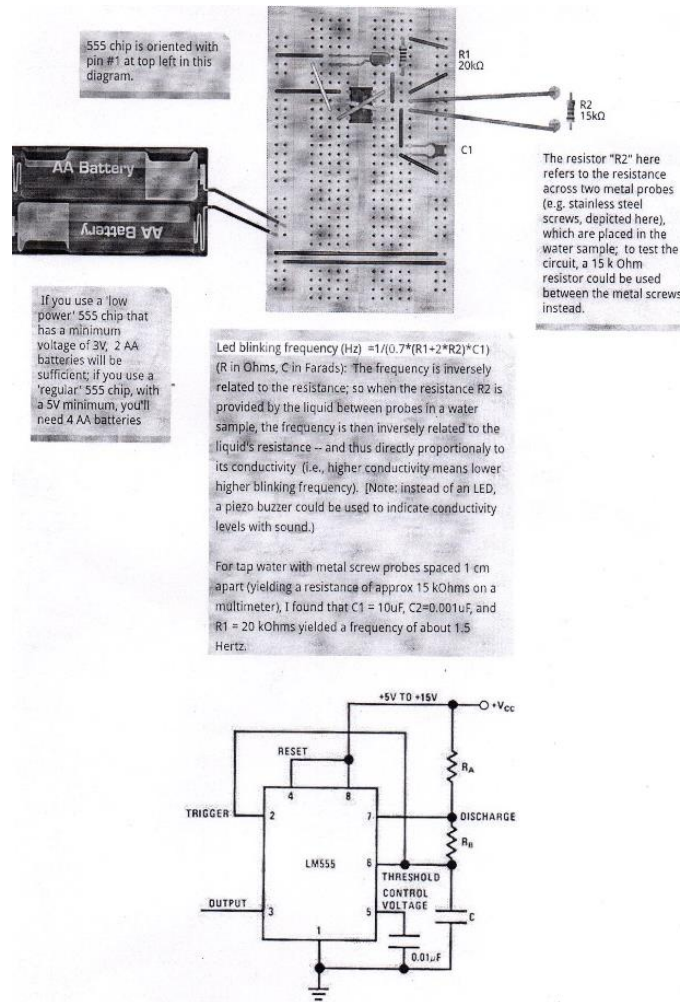 555 chip is oriented with
pin #1 at top left in this
diagram.
R1
20kΩ
R2
15kΩ
C1
AA Battery
AA Battery
The resistor "R2" here
refers to the resistance
across two metal probes
(e.g. stainless steel
screws, depicted here),
which are placed in the
water sample; to test the
circuit, a 15 k Ohm
resistor could be used
between the metal screws
instead.
If you use a 'low
power' 555 chip that
has a minimum
voltage of 3V, 2 AA
batteries will be
sufficient; if you use a
'regular' 555 chip, with
a 5V minimum, you'll
need 4 AA batteries
Led blinking frequency (Hz) =1/(0.7*(R1+2*R2)*C1)
(R in Ohms, C in Farads): The frequency is inversely
related to the resistance; so when the resistance R2 is
provided by the liquid between probes in a water
sample, the frequency is then inversely related to the
liquid's resistance -- and thus directly proportionaly to
its conductivity (i.e., higher conductivity means lower
higher blinking frequency). [Note: instead of an LED,
a piezo buzzer could be used to indicate conductivity
levels with sound.)
For tap water with metal screw probes spaced 1 cm
apart (yielding a resistance of approx 15 kOhms on a
multimeter), I found that C1 = 10uF, C2=0.001uF, and
R1 = 20 kOhms yielded a frequency of about 1.5
Hertz.
+5V TO +15V
+VCC
RESET
RA
4
8
TRIGGER
2
7
DISCHARGE
RB
LM555
6
THRESHOLD
CONTROL
VOLTAGE
OUTPUT
3
5
C
1
0.01µF